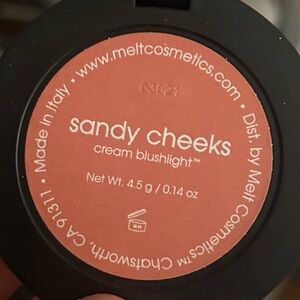 • www.meltcosmetics.com •
sandy cheeks
cream blushlight™
Net Wt. 4.5 g / 0.14 oz
Dist. by Melt Cosmetics™ Chatsworth, CA 91311 • Made in Italy